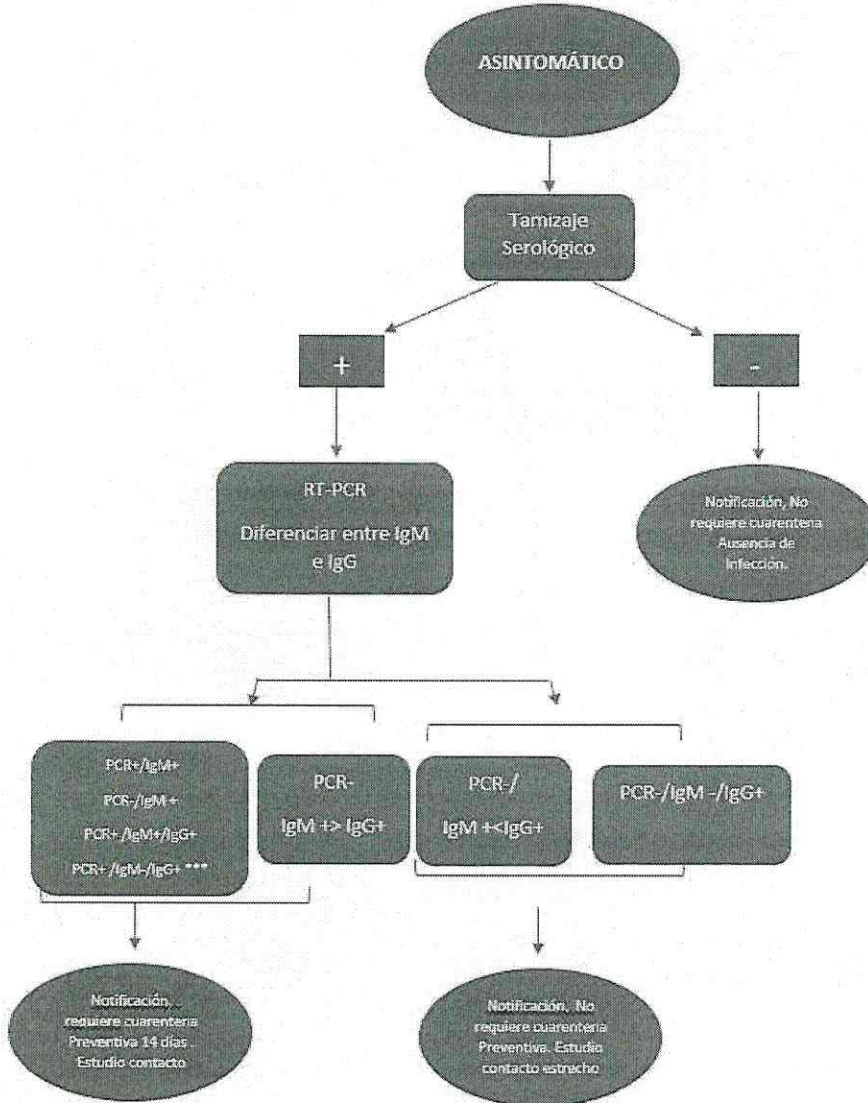 ASINTOMÁTICO
Tamizaje
Serológico
+
-
RT-PCR
Diferenciar entre IgM
e IgG
Notificación, No
requiere cuarentena
Ausencia de
Infección.
PCR+/IgM+
PCR-/IgM +
PCR+ /IgM+/IgG+
PCR+ /IgM-/IgG+ ***
PCR-
IgM +> IgG+
PCR-/
IgM +<IgG+
PCR-/IgM -/IgG+
Notificación,
requiere cuarentena
Preventiva 14 días .
Estudio contacto
Notificación, No
requiere cuarentena
Preventiva. Estudio
contacto estrecho